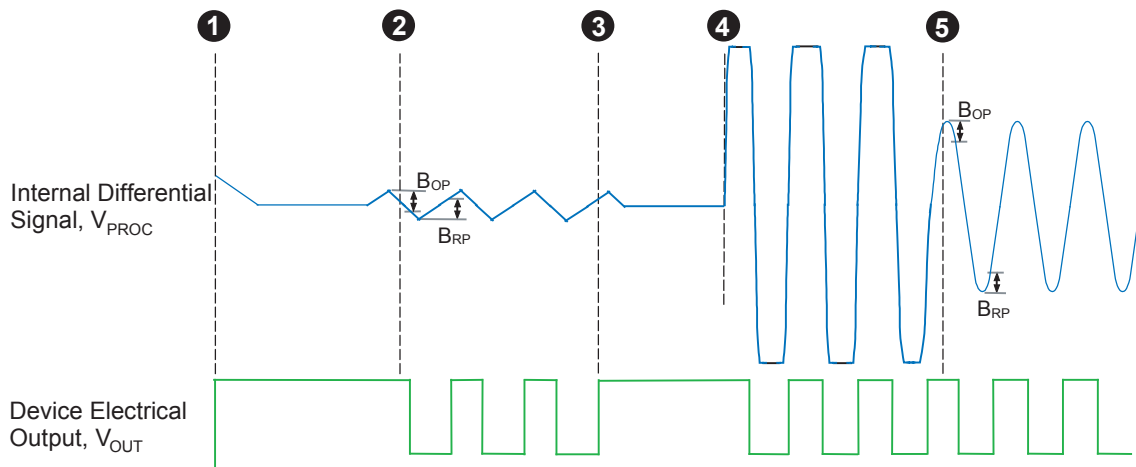 1 2 3 4 5
BOP
BOP
Internal Differential
Signal, VPROC
BRP
BRP
Device Electrical
Output, VOUT